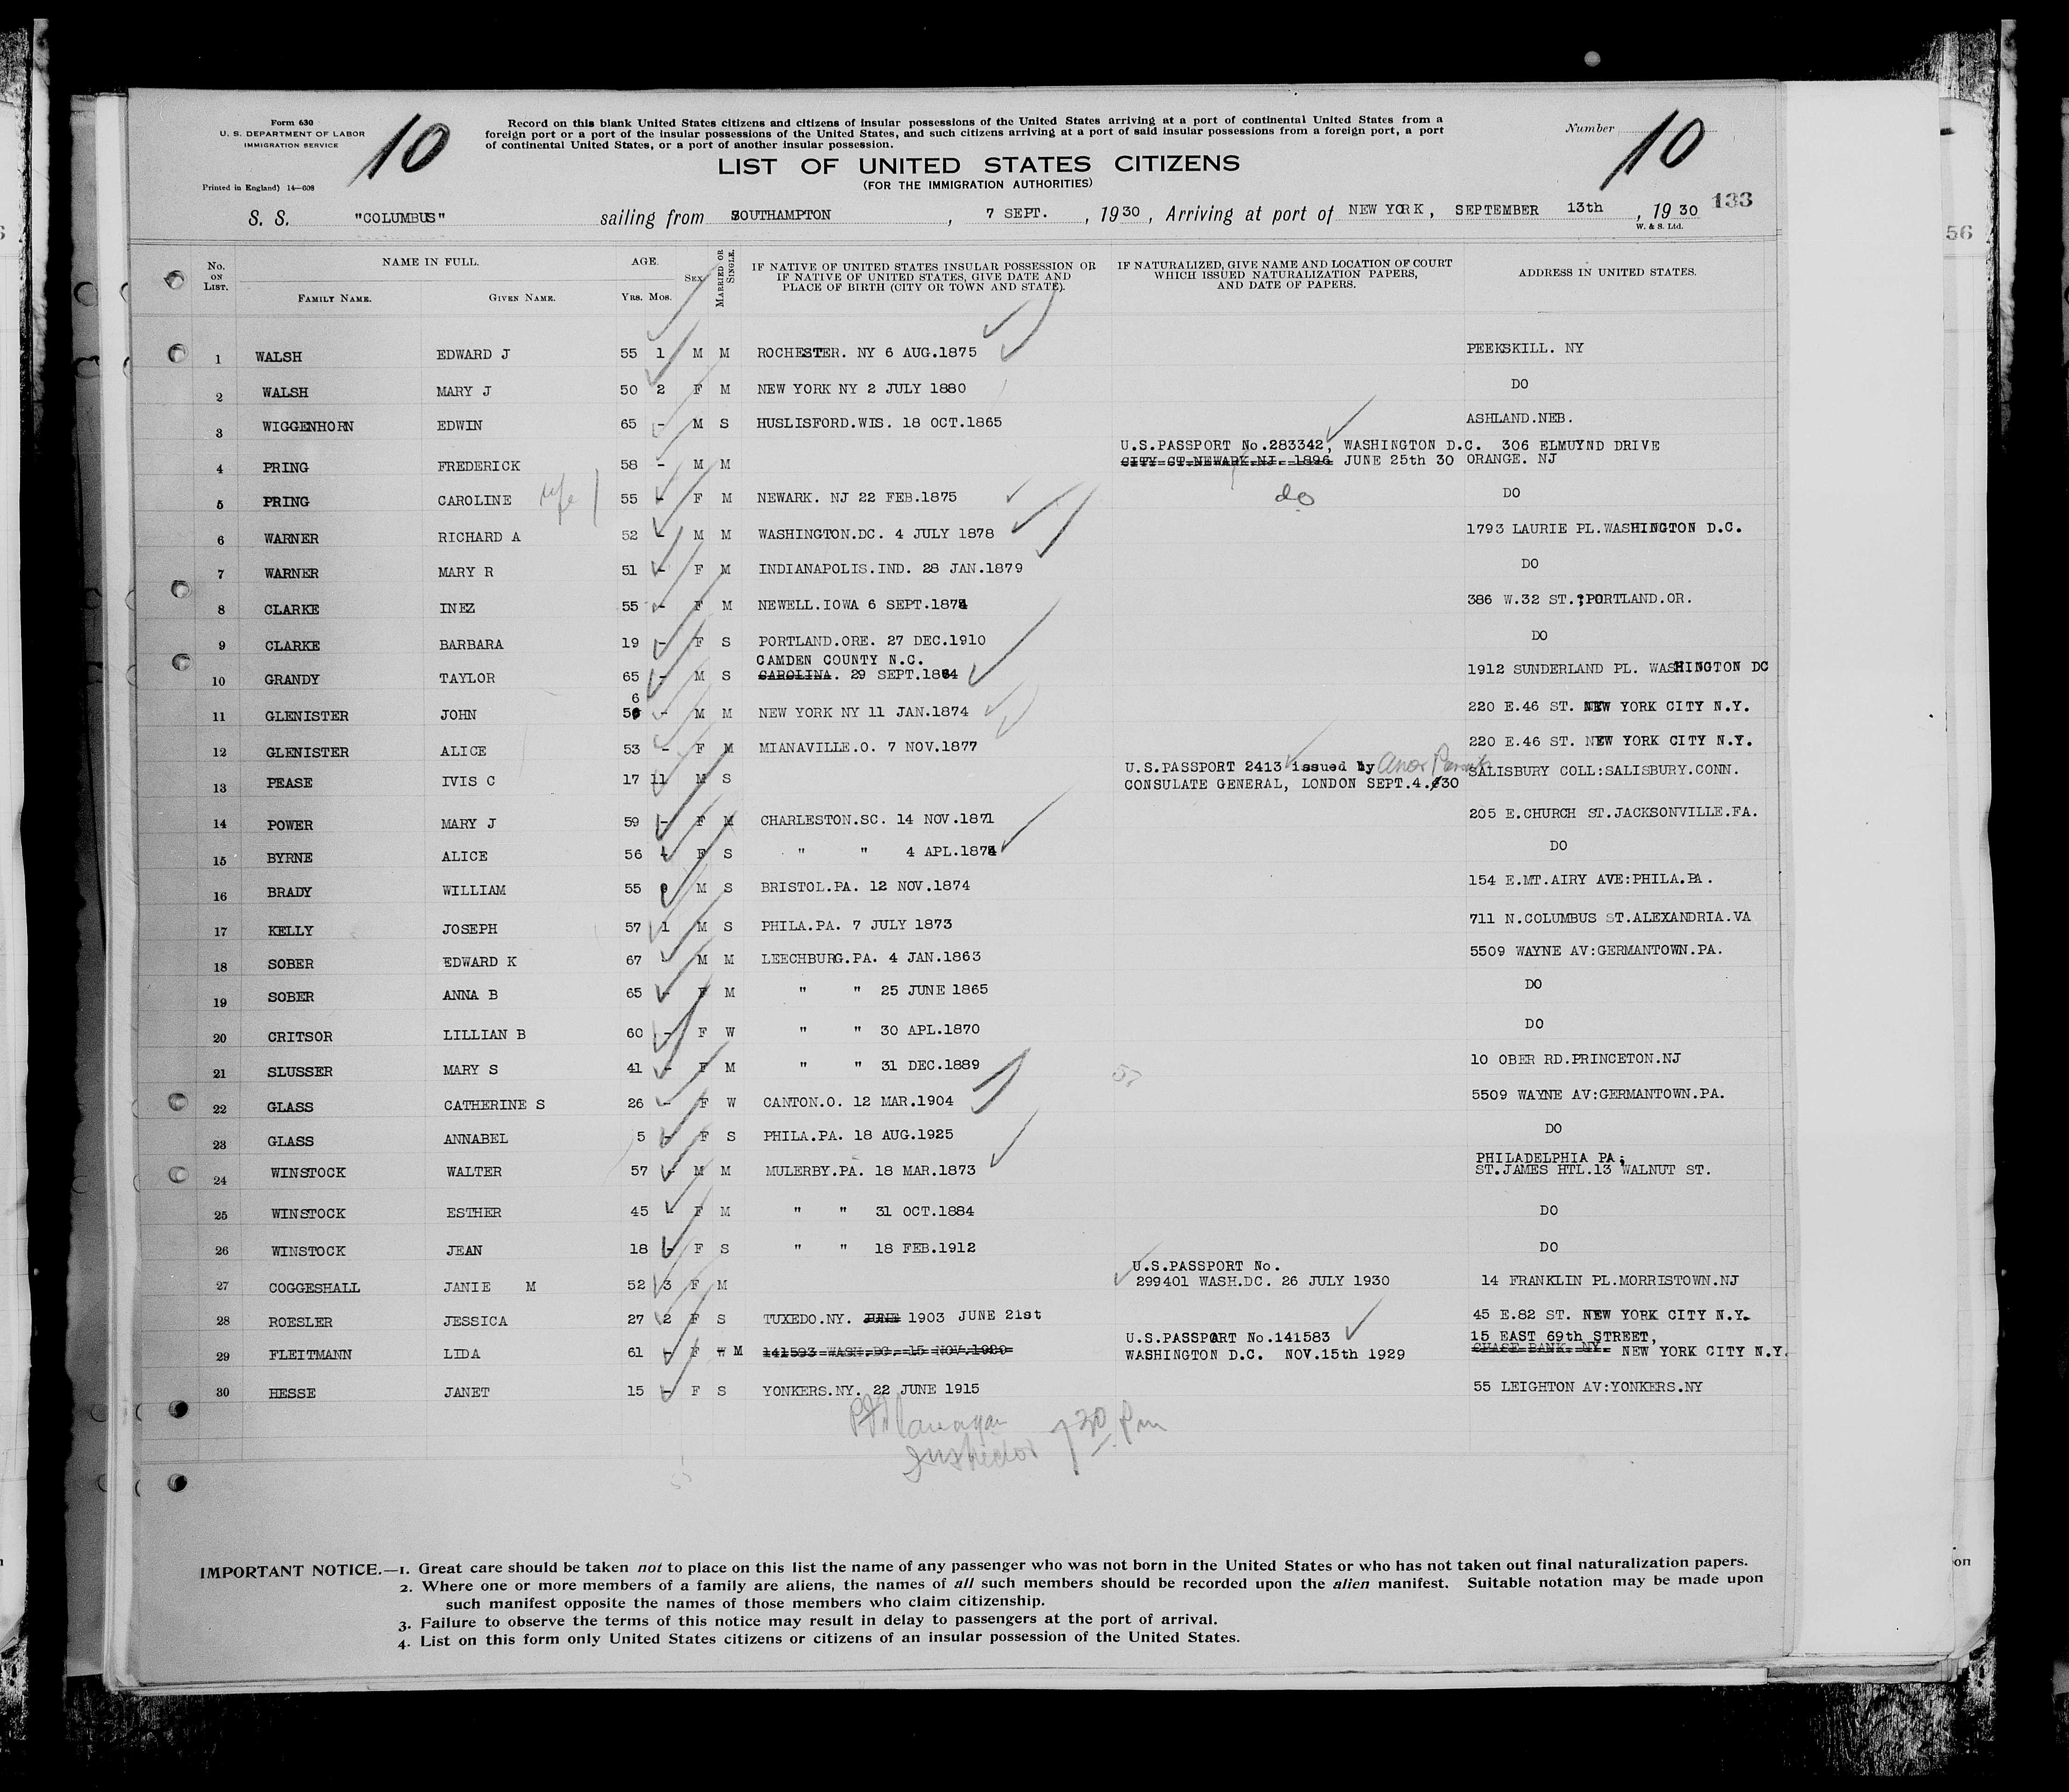 Form 630
U. S. DEPARTMENT OF LABOR
IMMIGRATION SERVICE
Printed in England) 14—608
10
Record on this blank United States citizens and citizens of insular possessions of the United States arriving at a port of continental United States from a
foreign port or a port of the insular possessions of the United States, and such citizens arriving at a port of said insular possessions from a foreign port, a port
of continental United States, or a port of another insular possession.
LIST OF UNITED STATES CITIZENS
(FOR THE IMMIGRATION AUTHORITIES)
Number
10
133
S. S. "COLUMBUS" sailing from SOUTHAMPTON, 7 SEPT., 1930, Arriving at port of NEW YORK, SEPTEMBER 13th, 1930
W. & S. Ltd.
56
No. ON LIST. NAME IN FULL. FAMILY NAME. GIVEN NAME. AGE. YRS. MOS. SEX MARRIED OR SINGLE. IF NATIVE OF UNITED STATES INSULAR POSSESSION OR IF NATIVE OF UNITED STATES, GIVE DATE AND PLACE OF BIRTH (CITY OR TOWN AND STATE). IF NATURALIZED, GIVE NAME AND LOCATION OF COURT WHICH ISSUED NATURALIZATION PAPERS, AND DATE OF PAPERS. ADDRESS IN UNITED STATES.
1 WALSH EDWARD J 55 1 M M ROCHESTER. NY 6 AUG.1875 PEEKSKILL. NY
2 WALSH MARY J 50 2 F M NEW YORK NY 2 JULY 1880 DO
3 WIGGENHORN EDWIN 65 - M S HUSLISFORD.WIS. 18 OCT.1865 ASHLAND.NEB.
U.S.PASSPORT No.283342, WASHINGTON D.C. 306 ELMUYND DRIVE
4 PRING FREDERICK 58 - M M CITY CT NEWARK NJ. 1896 JUNE 25th 30 ORANGE. NJ
5 PRING CAROLINE wife 55 - F M NEWARK. NJ 22 FEB.1875 do DO
6 WARNER RICHARD A 52 - M M WASHINGTON.DC. 4 JULY 1878 1793 LAURIE PL.WASHINGTON D.C.
7 WARNER MARY R 51 - F M INDIANAPOLIS.IND. 28 JAN.1879 DO
8 CLARKE INEZ 55 - F M NEWELL.IOWA 6 SEPT.1874 386 W.32 ST.;PORTLAND.OR.
9 CLARKE BARBARA 19 - F S PORTLAND.ORE. 27 DEC.1910 DO
CAMDEN COUNTY N.C.
10 GRANDY TAYLOR 65 - M S CAROLINA. 29 SEPT.1864 1912 SUNDERLAND PL. WASHINGTON DC
6
11 GLENISTER JOHN 56 - M M NEW YORK NY 11 JAN.1874 220 E.46 ST. NEW YORK CITY N.Y.
12 GLENISTER ALICE 53 - F M MIANAVILLE.O. 7 NOV.1877 220 E.46 ST. NEW YORK CITY N.Y.
U.S.PASSPORT 2413 issued by
13 PEASE IVIS C 17 11 M S CONSULATE GENERAL, LONDON SEPT.4.30 SALISBURY COLL:SALISBURY.CONN.
14 POWER MARY J 59 - F M CHARLESTON.SC. 14 NOV.1871 205 E.CHURCH ST.JACKSONVILLE.FA.
15 BYRNE ALICE 56 F S " " 4 APL.1874 DO
16 BRADY WILLIAM 55 9 M S BRISTOL.PA. 12 NOV.1874 154 E.MT.AIRY AVE:PHILA.PA.
17 KELLY JOSEPH 57 1 M S PHILA.PA. 7 JULY 1873 711 N.COLUMBUS ST.ALEXANDRIA.VA
18 SOBER EDWARD K 67 - M M LEECHBURG.PA. 4 JAN.1863 5509 WAYNE AV:GERMANTOWN.PA.
19 SOBER ANNA B 65 - F M " " 25 JUNE 1865 DO
20 CRITSOR LILLIAN B 60 - F W " " 30 APL.1870 DO
21 SLUSSER MARY S 41 - F M " " 31 DEC.1889 10 OBER RD.PRINCETON.NJ
22 GLASS CATHERINE S 26 - F W CANTON.O. 12 MAR.1904 5509 WAYNE AV:GERMANTOWN.PA.
23 GLASS ANNABEL 5 - F S PHILA.PA. 18 AUG.1925 DO
PHILADELPHIA PA;
24 WINSTOCK WALTER 57 - M M MULERBY.PA. 18 MAR.1873 ST.JAMES HTL.13 WALNUT ST.
25 WINSTOCK ESTHER 45 - F M " " 31 OCT.1884 DO
26 WINSTOCK JEAN 18 - F S " " 18 FEB.1912 DO
U.S.PASSPORT No.
27 COGGESHALL JANIE M 52 3 F M 299401 WASH.DC. 26 JULY 1930 14 FRANKLIN PL.MORRISTOWN.NJ
28 ROESLER JESSICA 27 2 F S TUXEDO.NY. JUNE 1903 JUNE 21st 45 E.82 ST. NEW YORK CITY N.Y.
U.S.PASSPORT No.141583 15 EAST 69th STREET,
29 FLEITMANN LIDA 61 - F W M 141593 WASH.DC. 15 NOV.1929 WASHINGTON D.C. NOV.15th 1929 CHASE BANK. NY. NEW YORK CITY N.Y.
30 HESSE JANET 15 - F S YONKERS.NY. 22 JUNE 1915 55 LEIGHTON AV:YONKERS.NY
Inspector 7 30 Pm
IMPORTANT NOTICE.—1. Great care should be taken not to place on this list the name of any passenger who was not born in the United States or who has not taken out final naturalization papers.
2. Where one or more members of a family are aliens, the names of all such members should be recorded upon the alien manifest. Suitable notation may be made upon
such manifest opposite the names of those members who claim citizenship.
3. Failure to observe the terms of this notice may result in delay to passengers at the port of arrival.
4. List on this form only United States citizens or citizens of an insular possession of the United States.